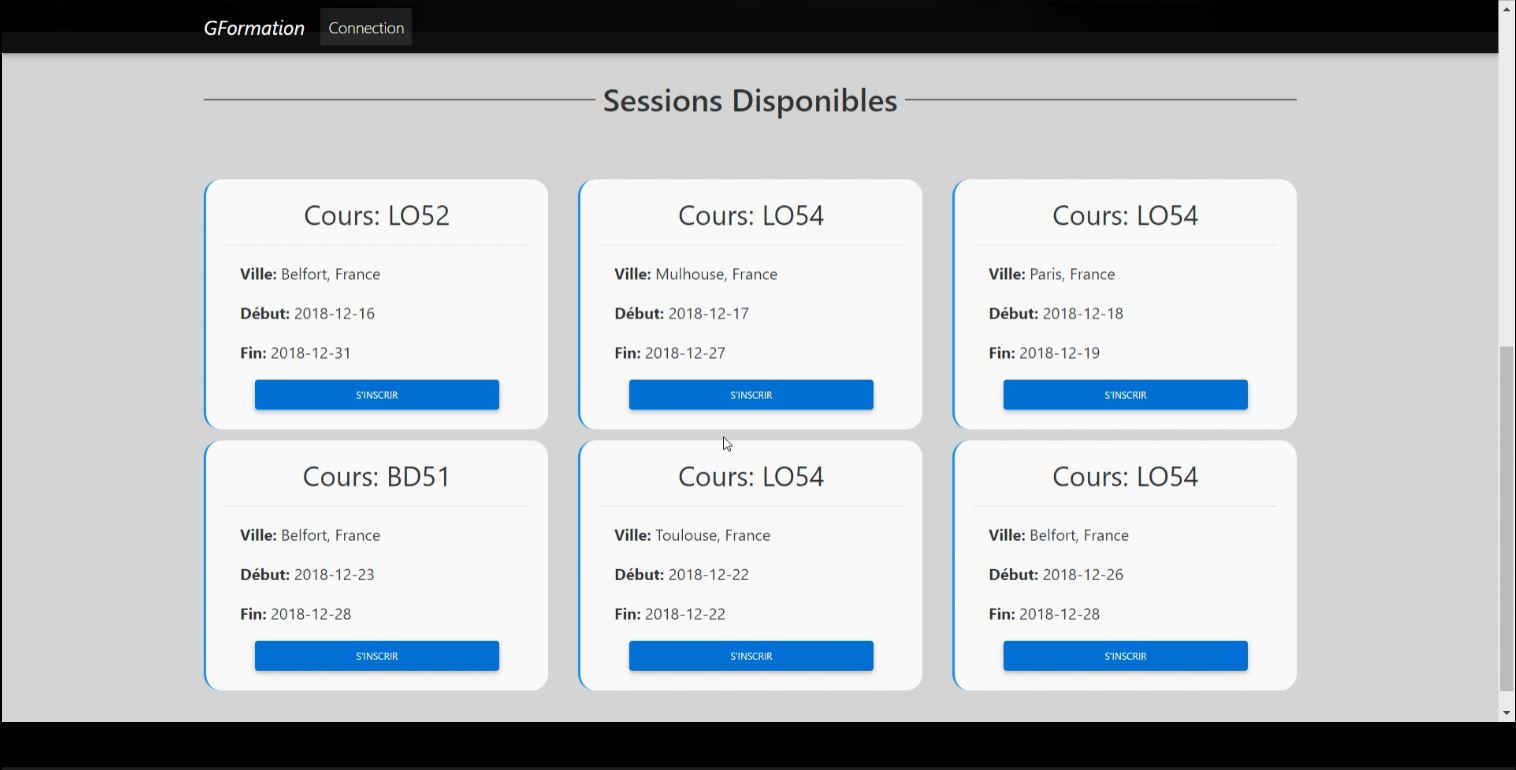 GFormation Connection
Sessions Disponibles
Cours: LO52
Ville: Belfort, France
Début: 2018-12-16
Fin: 2018-12-31
S'INSCRIR
Cours: LO54
Ville: Mulhouse, France
Début: 2018-12-17
Fin: 2018-12-27
S'INSCRIR
Cours: LO54
Ville: Paris, France
Début: 2018-12-18
Fin: 2018-12-19
S'INSCRIR
Cours: BD51
Ville: Belfort, France
Début: 2018-12-23
Fin: 2018-12-28
S'INSCRIR
Cours: LO54
Ville: Toulouse, France
Début: 2018-12-22
Fin: 2018-12-22
S'INSCRIR
Cours: LO54
Ville: Belfort, France
Début: 2018-12-26
Fin: 2018-12-28
S'INSCRIR